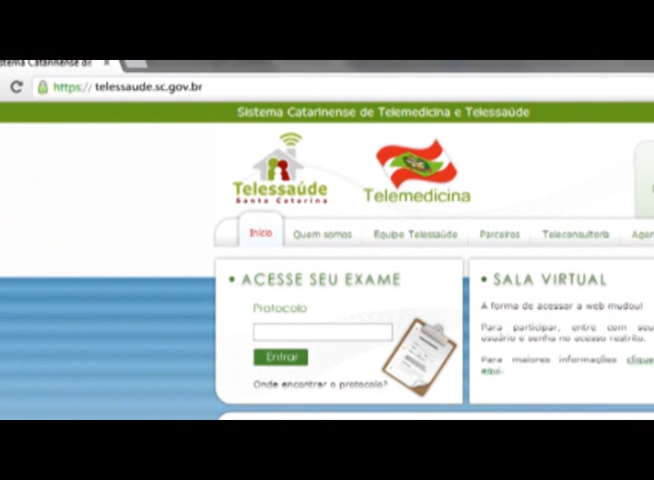 stema Catarinense de
https://telessaude.sc.gov.br
Sistema Catarinense de Telemedicina e Telessaúde
Telessaúde
Santa Catarina
Telemedicina
Início Quem somos Equipe Telessaúde Parceiros Teleconsultoria Agen
• ACESSE SEU EXAME
Protocolo
Entrar
Onde encontrar o protocolo?
• SALA VIRTUAL
A forma de acessar a web mudou!
Para participar, entre com seu
usuário e senha no acesso restrito.
Para maiores informações clique
aqui.